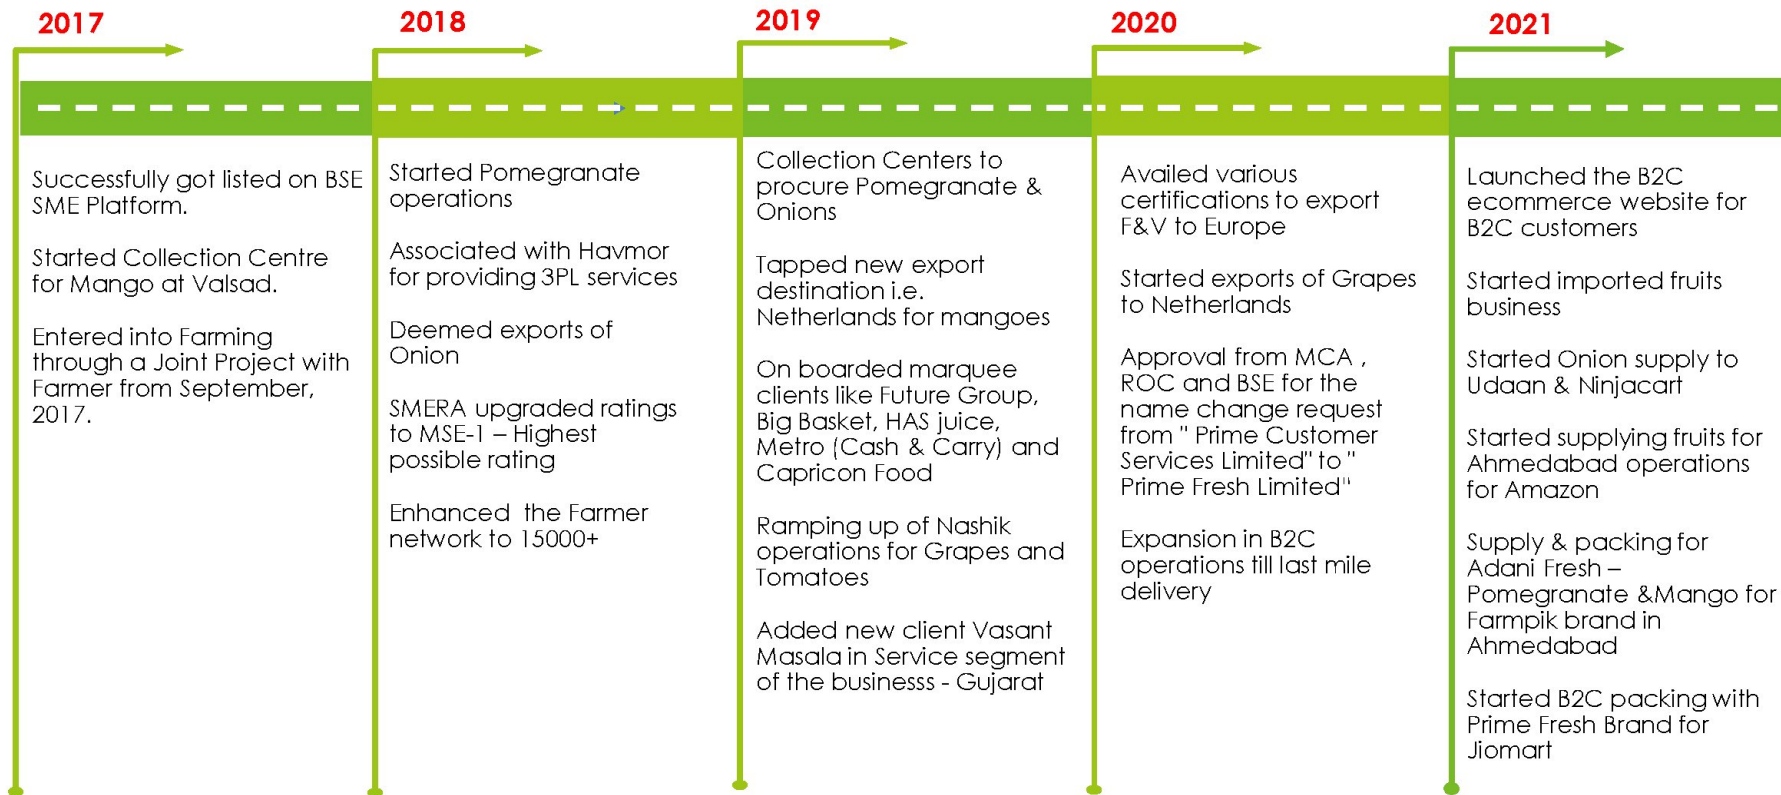 2017
Successfully got listed on BSE
SME Platform.
Started Collection Centre
for Mango at Valsad.
Entered into Farming
through a Joint Project with
Farmer from September,
2017.
2018
Started Pomegranate
operations
Associated with Havmor
for providing 3PL services
Deemed exports of
Onion
SMERA upgraded ratings
to MSE-1 – Highest
possible rating
Enhanced the Farmer
network to 15000+
2019
Collection Centers to
procure Pomegranate &
Onions
Tapped new export
destination i.e.
Netherlands for mangoes
On boarded marquee
clients like Future Group,
Big Basket, HAS juice,
Metro (Cash & Carry) and
Capricon Food
Ramping up of Nashik
operations for Grapes and
Tomatoes
Added new client Vasant
Masala in Service segment
of the businesss - Gujarat
2020
Availed various
certifications to export
F&V to Europe
Started exports of Grapes
to Netherlands
Approval from MCA ,
ROC and BSE for the
name change request
from " Prime Customer
Services Limited" to "
Prime Fresh Limited"
Expansion in B2C
operations till last mile
delivery
2021
Launched the B2C
ecommerce website for
B2C customers
Started imported fruits
business
Started Onion supply to
Udaan & Ninjacart
Started supplying fruits for
Ahmedabad operations
for Amazon
Supply & packing for
Adani Fresh –
Pomegranate &Mango for
Farmpik brand in
Ahmedabad
Started B2C packing with
Prime Fresh Brand for
Jiomart